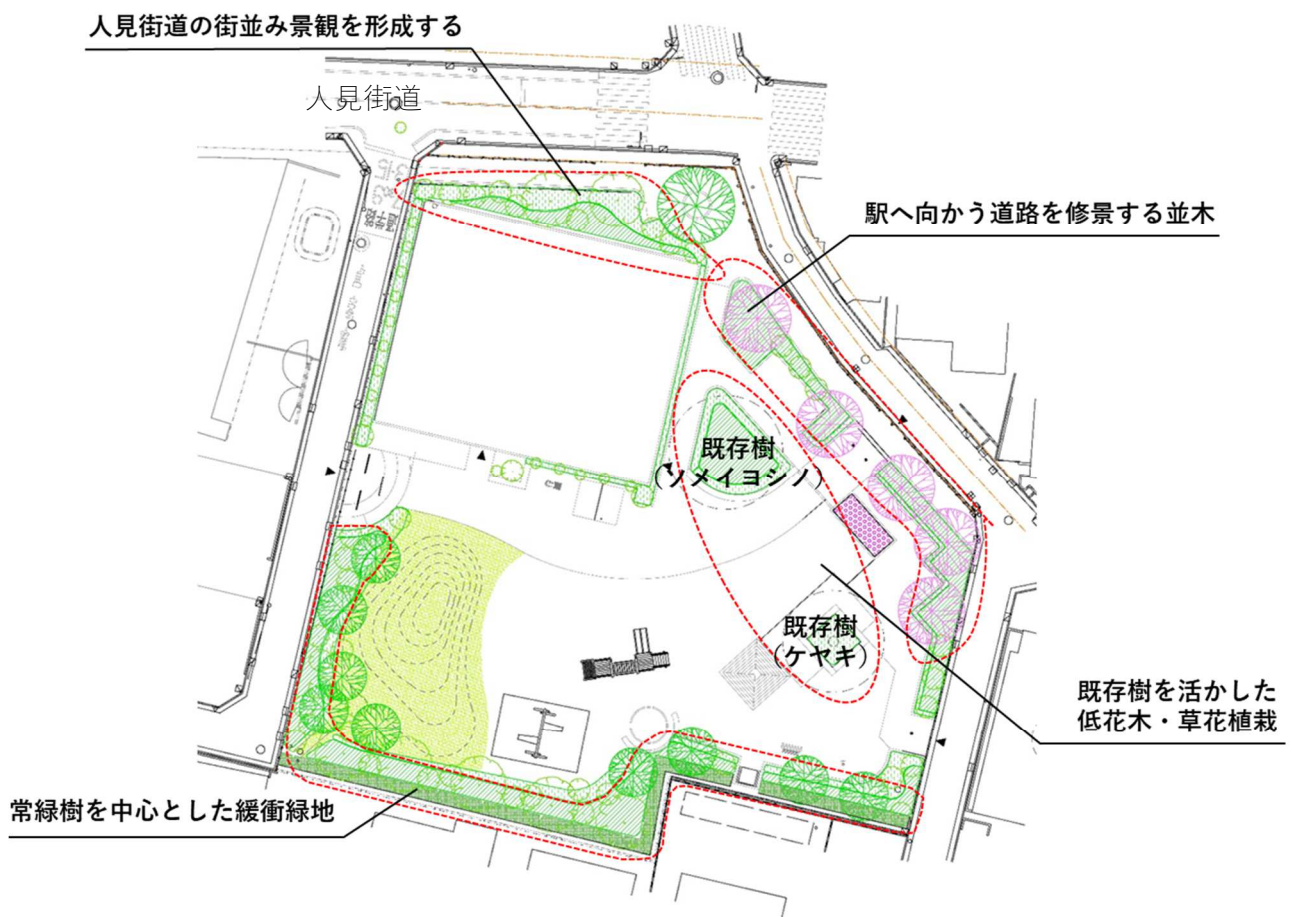 人見街道の街並み景観を形成する
人見街道
駅へ向かう道路を修景する並木
既存樹
(ソメイヨシノ)
既存樹
(ケヤキ)
既存樹を活かした
低花木・草花植栽
常緑樹を中心とした緩衝緑地